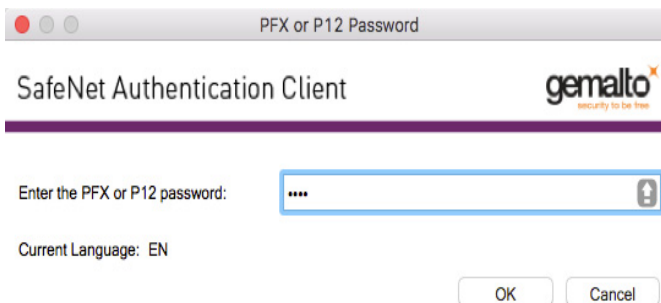 PFX or P12 Password
SafeNet Authentication Client
gemalto
security to be free
Enter the PFX or P12 password:
••••
Current Language: EN
OK
Cancel